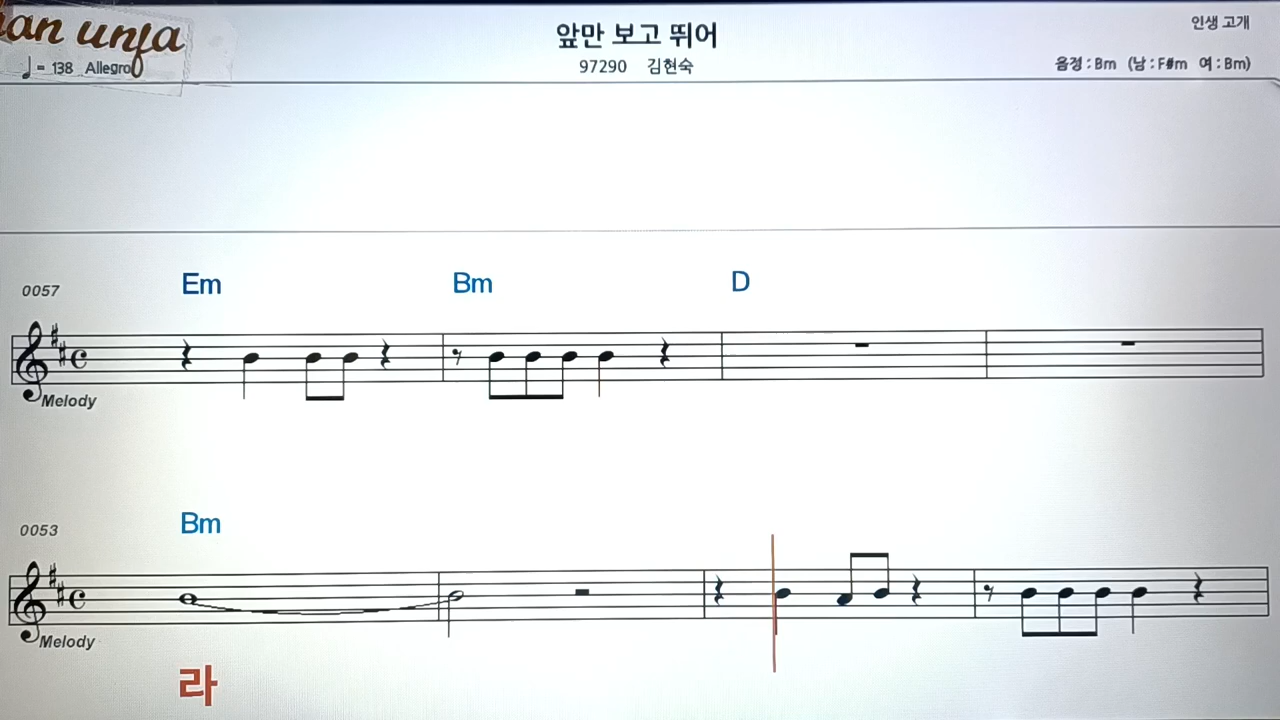 unja
♩= 138 Allegro
앞만 보고 뛰어
97290 김현숙
인생 고개
음정 : Bm (남 : F#m 여 : Bm)
0057
Em Bm D
Melody
0053
Bm
Melody
라